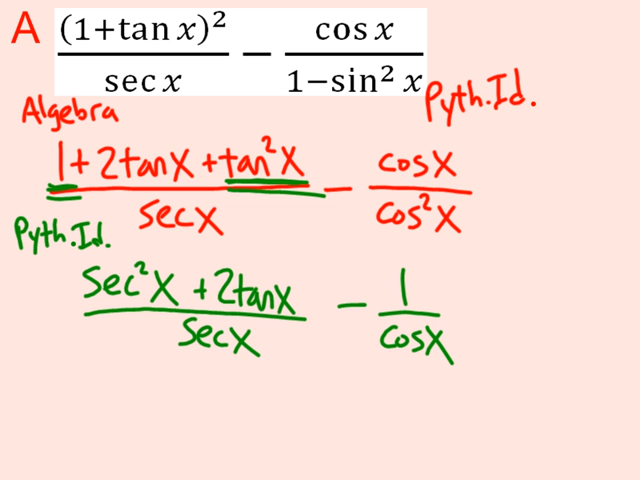 A (1+tan x)²/sec x − cos x/1−sin² x
Algebra
Pyth.Id.
1+2tanx+tan²x/secx − cosx/cos²x
Pyth.Id.
sec²x+2tanx/secx − 1/cosx